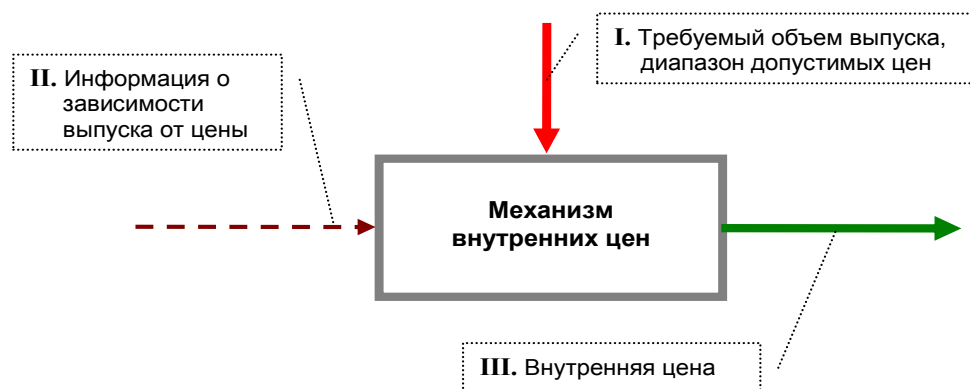 I. Требуемый объем выпуска,
диапазон допустимых цен
II. Информация о
зависимости
выпуска от цены
Механизм
внутренних цен
III. Внутренняя цена